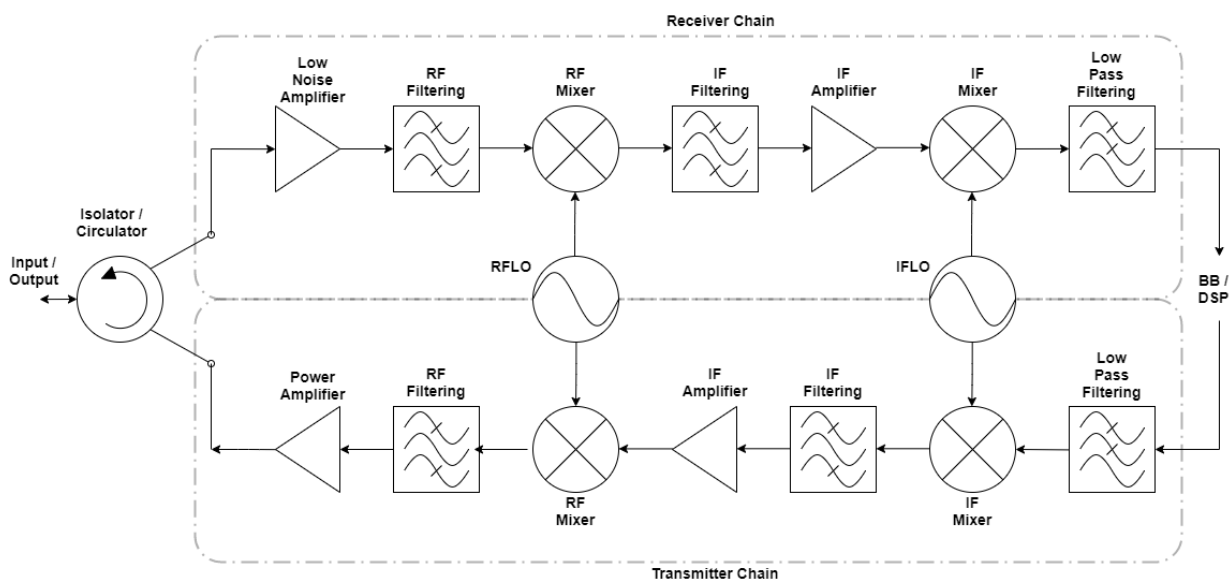 Receiver Chain
Low
Noise
Amplifier
RF
Filtering
RF
Mixer
IF
Filtering
IF
Amplifier
IF
Mixer
Low
Pass
Filtering
Isolator /
Circulator
Input /
Output
RFLO
IFLO
BB /
DSP
Power
Amplifier
RF
Filtering
RF
Mixer
IF
Amplifier
IF
Filtering
IF
Mixer
Low
Pass
Filtering
Transmitter Chain